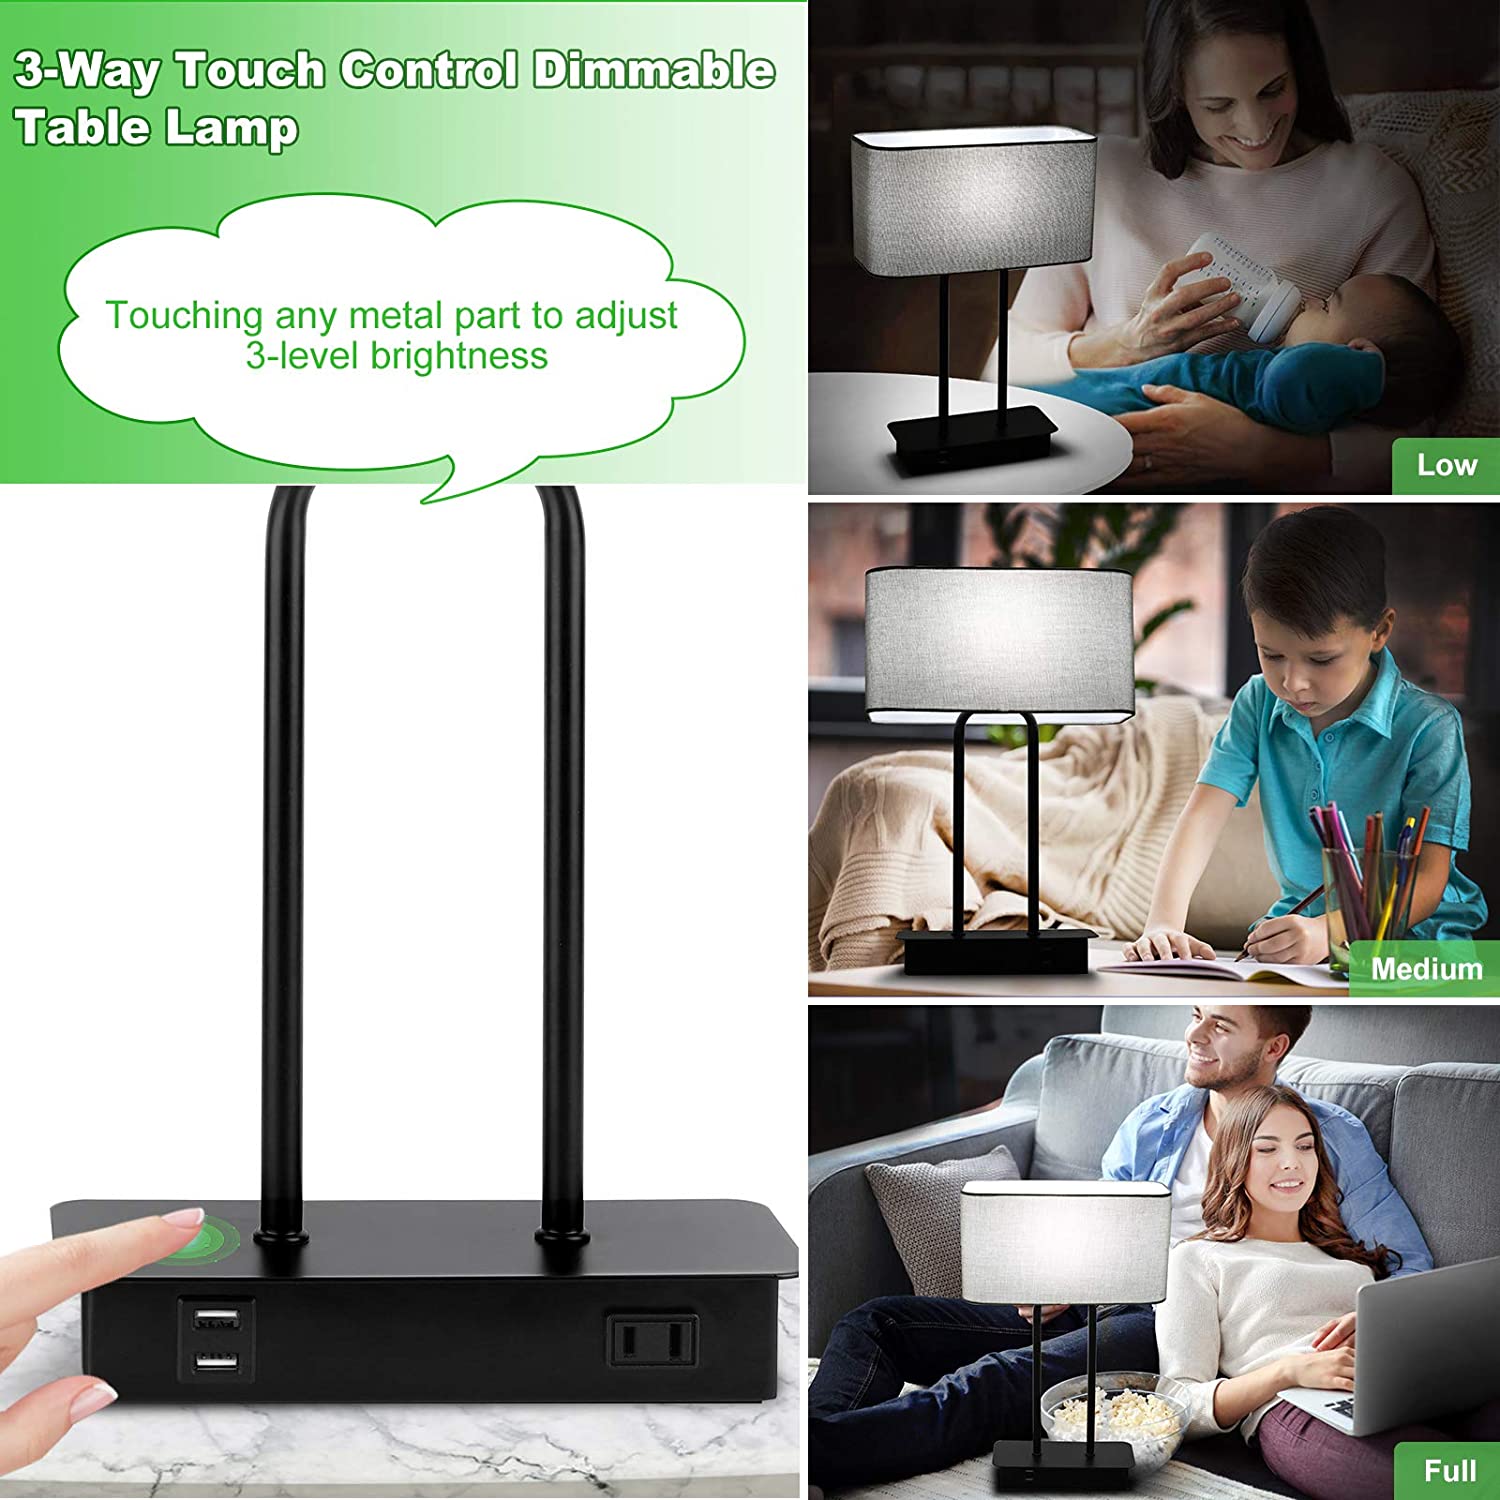 3-Way Touch Control Dimmable
Table Lamp
Touching any metal part to adjust
3-level brightness
Low
Medium
Full